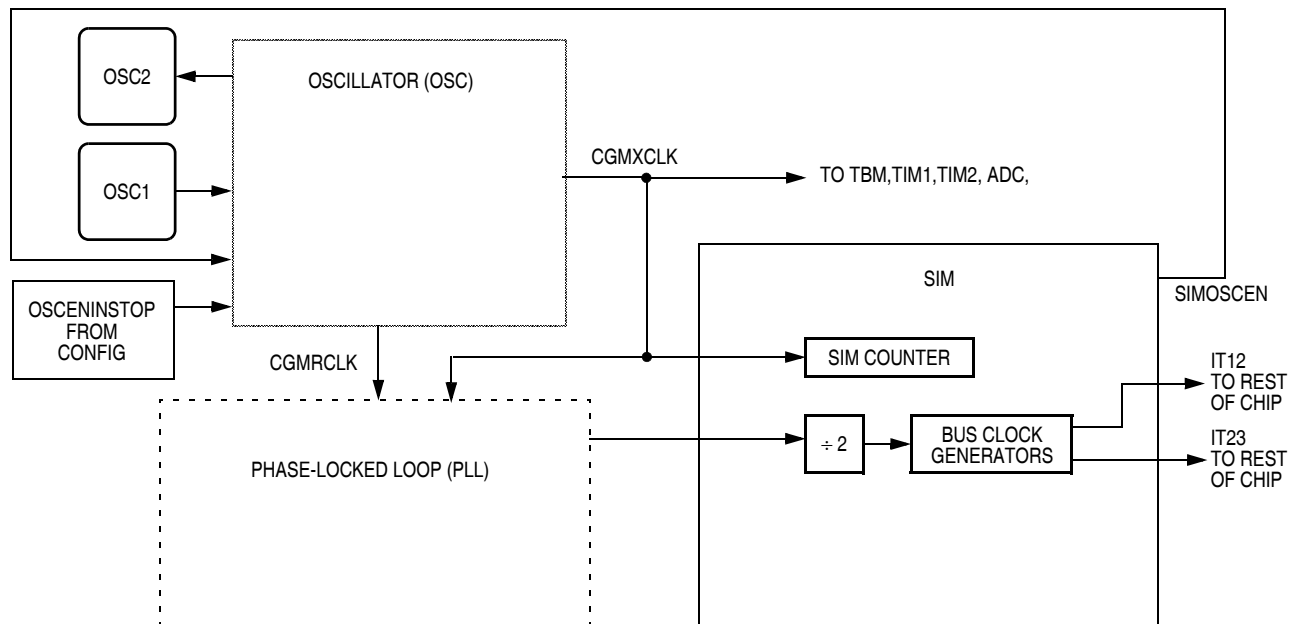 OSC2
OSCILLATOR (OSC)
CGMXCLK
OSC1
TO TBM,TIM1,TIM2, ADC,
SIM
SIMOSCEN
OSCENINSTOP
FROM
CONFIG
CGMRCLK
SIM COUNTER
IT12
TO REST
OF CHIP
÷ 2
BUS CLOCK
GENERATORS
IT23
TO REST
OF CHIP
PHASE-LOCKED LOOP (PLL)